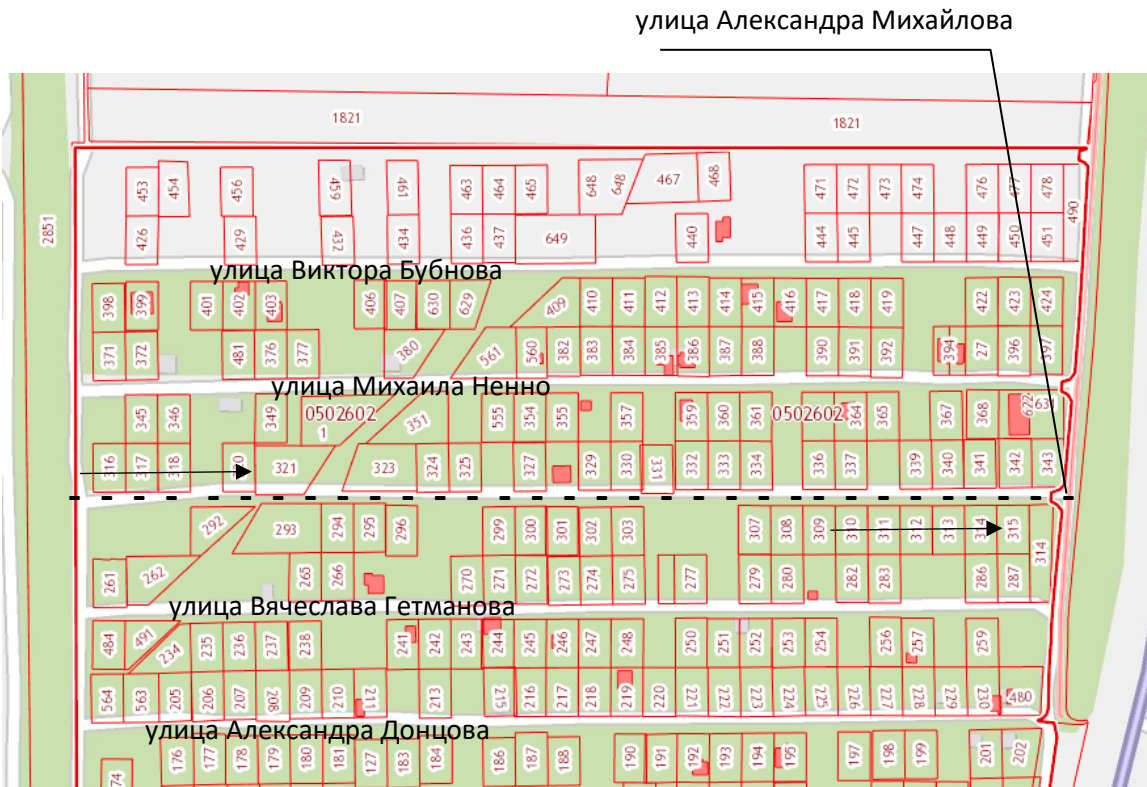 улица Александра Михайлова
1821
1821
453 454 456 459 461 463 464 465 648 648 467 468 471 472 473 474 476 477 478 490
2851
426 429 432 434 436 437 649 440 444 445 447 448 449 450 451
улица Виктора Бубнова
398 399 401 402 403 406 407 630 629 409 410 411 412 413 414 415 416 417 418 419 422 423 424
371 372 481 376 377 380 561 560 382 383 384 385 386 387 388 390 391 392 394 27 396 397
улица Михаила Ненно
345 346 349 0502602 1 351 555 354 355 357 359 360 361 0502602 364 365 367 368 622 631
316 317 318 321 323 324 325 327 329 330 331 332 333 334 336 337 339 340 341 342 343
292 293 294 295 296 299 300 301 302 303 307 308 309 310 311 312 313 314 315 314
261 262 265 266 270 271 272 273 274 275 277 279 280 282 283 286 287
улица Вячеслава Гетманова
484 491 234 235 236 237 238 241 242 243 244 245 246 247 248 250 251 252 253 254 256 257 259
564 563 205 206 207 208 209 210 211 213 215 216 217 218 219 220 221 222 223 224 225 226 227 228 229 230 480
улица Александра Донцова
176 177 178 179 180 181 127 183 184 186 187 188 190 191 192 193 194 195 197 198 199 201 202
74